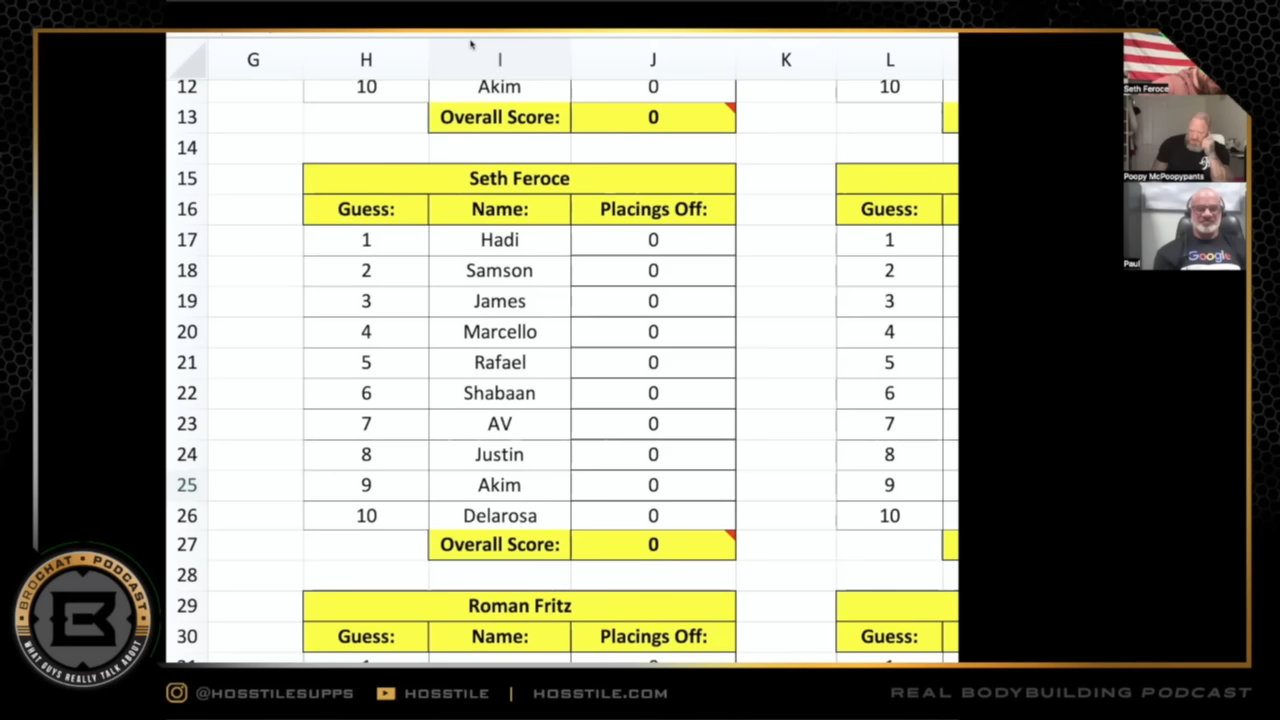 G H I J K L
12 10 Akim 0 10
13 Overall Score: 0
14
15 Seth Feroce
16 Guess: Name: Placings Off: Guess:
17 1 Hadi 0 1
18 2 Samson 0 2
19 3 James 0 3
20 4 Marcello 0 4
21 5 Rafael 0 5
22 6 Shabaan 0 6
23 7 AV 0 7
24 8 Justin 0 8
25 9 Akim 0 9
26 10 Delarosa 0 10
27 Overall Score: 0
28
29 Roman Fritz
30 Guess: Name: Placings Off: Guess:
Seth Feroce
Poopy McPoopypants
Google
Paul
BROCHAT • PODCAST
B
WHAT GUYS REALLY TALK ABOUT
@HOSSTILESUPPS HOSSTILE | HOSSTILE.COM
REAL BODYBUILDING PODCAST